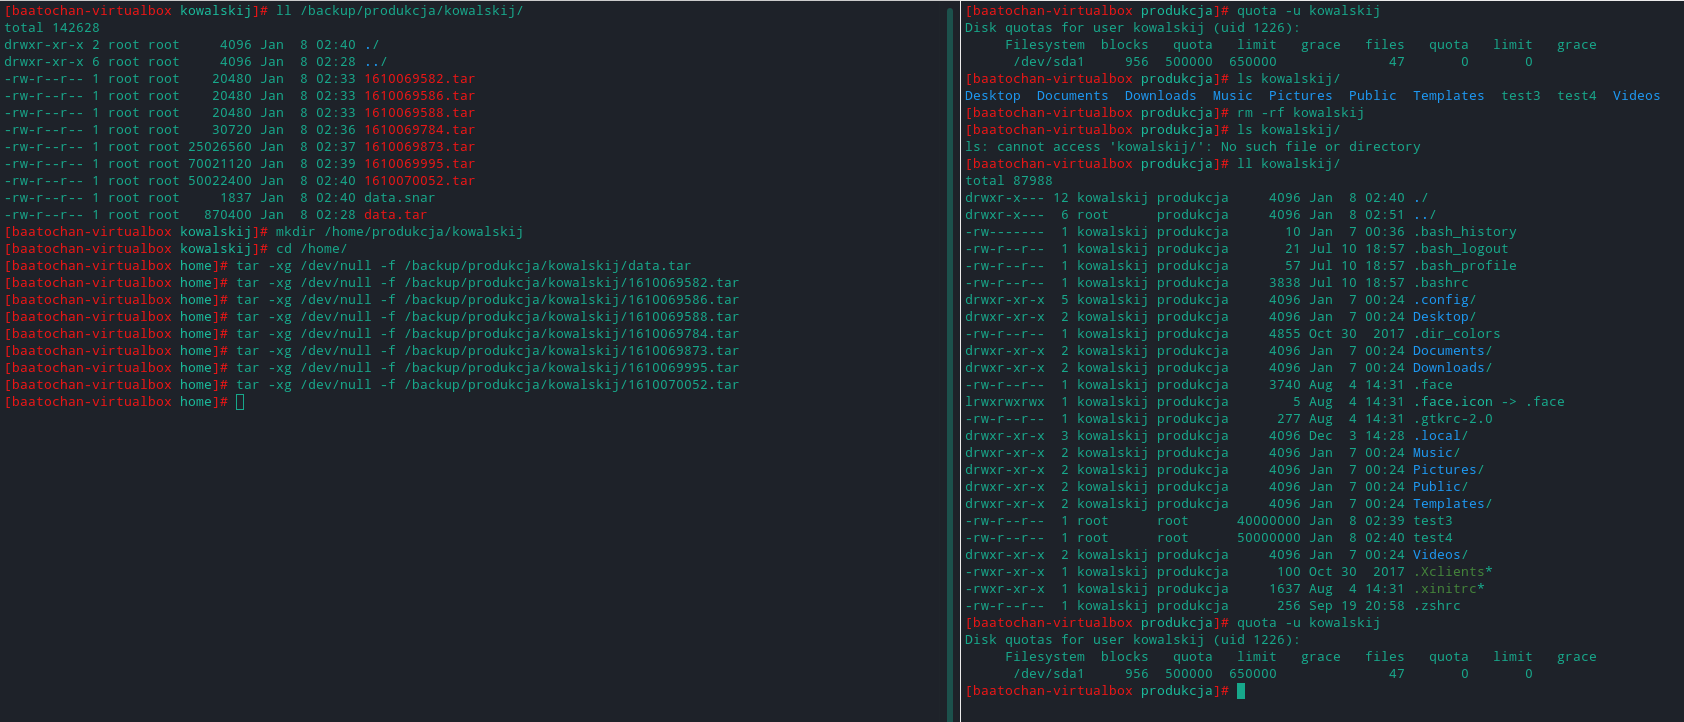 [baatochan-virtualbox kowalskij]# ll /backup/produkcja/kowalskij/
total 142628
drwxr-xr-x 2 root root     4096 Jan  8 02:40 ./
drwxr-xr-x 6 root root     4096 Jan  8 02:28 ../
-rw-r--r-- 1 root root    20480 Jan  8 02:33 1610069582.tar
-rw-r--r-- 1 root root    20480 Jan  8 02:33 1610069586.tar
-rw-r--r-- 1 root root    20480 Jan  8 02:33 1610069588.tar
-rw-r--r-- 1 root root    30720 Jan  8 02:36 1610069784.tar
-rw-r--r-- 1 root root 25026560 Jan  8 02:37 1610069873.tar
-rw-r--r-- 1 root root 70021120 Jan  8 02:39 1610069995.tar
-rw-r--r-- 1 root root 50022400 Jan  8 02:40 1610070052.tar
-rw-r--r-- 1 root root     1837 Jan  8 02:40 data.snar
-rw-r--r-- 1 root root   870400 Jan  8 02:28 data.tar
[baatochan-virtualbox kowalskij]# mkdir /home/produkcja/kowalskij
[baatochan-virtualbox kowalskij]# cd /home/
[baatochan-virtualbox home]# tar -xg /dev/null -f /backup/produkcja/kowalskij/data.tar
[baatochan-virtualbox home]# tar -xg /dev/null -f /backup/produkcja/kowalskij/1610069582.tar
[baatochan-virtualbox home]# tar -xg /dev/null -f /backup/produkcja/kowalskij/1610069586.tar
[baatochan-virtualbox home]# tar -xg /dev/null -f /backup/produkcja/kowalskij/1610069588.tar
[baatochan-virtualbox home]# tar -xg /dev/null -f /backup/produkcja/kowalskij/1610069784.tar
[baatochan-virtualbox home]# tar -xg /dev/null -f /backup/produkcja/kowalskij/1610069873.tar
[baatochan-virtualbox home]# tar -xg /dev/null -f /backup/produkcja/kowalskij/1610069995.tar
[baatochan-virtualbox home]# tar -xg /dev/null -f /backup/produkcja/kowalskij/1610070052.tar
[baatochan-virtualbox home]#
[baatochan-virtualbox produkcja]# quota -u kowalskij
Disk quotas for user kowalskij (uid 1226):
     Filesystem  blocks   quota   limit   grace   files   quota   limit   grace
      /dev/sda1     956  500000  650000              47       0       0
[baatochan-virtualbox produkcja]# ls kowalskij/
Desktop  Documents  Downloads  Music  Pictures  Public  Templates  test3  test4  Videos
[baatochan-virtualbox produkcja]# rm -rf kowalskij
[baatochan-virtualbox produkcja]# ls kowalskij/
ls: cannot access 'kowalskij/': No such file or directory
[baatochan-virtualbox produkcja]# ll kowalskij/
total 87988
drwxr-x--- 12 kowalskij produkcja     4096 Jan  8 02:40 ./
drwxr-x---  6 root      produkcja     4096 Jan  8 02:51 ../
-rw-------  1 kowalskij produkcja       10 Jan  7 00:36 .bash_history
-rw-r--r--  1 kowalskij produkcja       21 Jul 10 18:57 .bash_logout
-rw-r--r--  1 kowalskij produkcja       57 Jul 10 18:57 .bash_profile
-rw-r--r--  1 kowalskij produkcja     3838 Jul 10 18:57 .bashrc
drwxr-xr-x  5 kowalskij produkcja     4096 Jan  7 00:24 .config/
drwxr-xr-x  2 kowalskij produkcja     4096 Jan  7 00:24 Desktop/
-rw-r--r--  1 kowalskij produkcja     4855 Oct 30  2017 .dir_colors
drwxr-xr-x  2 kowalskij produkcja     4096 Jan  7 00:24 Documents/
drwxr-xr-x  2 kowalskij produkcja     4096 Jan  7 00:24 Downloads/
-rw-r--r--  1 kowalskij produkcja     3740 Aug  4 14:31 .face
lrwxrwxrwx  1 kowalskij produkcja        5 Aug  4 14:31 .face.icon -> .face
-rw-r--r--  1 kowalskij produkcja      277 Aug  4 14:31 .gtkrc-2.0
drwxr-xr-x  3 kowalskij produkcja     4096 Dec  3 14:28 .local/
drwxr-xr-x  2 kowalskij produkcja     4096 Jan  7 00:24 Music/
drwxr-xr-x  2 kowalskij produkcja     4096 Jan  7 00:24 Pictures/
drwxr-xr-x  2 kowalskij produkcja     4096 Jan  7 00:24 Public/
drwxr-xr-x  2 kowalskij produkcja     4096 Jan  7 00:24 Templates/
-rw-r--r--  1 root      root      40000000 Jan  8 02:39 test3
-rw-r--r--  1 root      root      50000000 Jan  8 02:40 test4
drwxr-xr-x  2 kowalskij produkcja     4096 Jan  7 00:24 Videos/
-rwxr-xr-x  1 kowalskij produkcja      100 Oct 30  2017 .Xclients*
-rwxr-xr-x  1 kowalskij produkcja     1637 Aug  4 14:31 .xinitrc*
-rw-r--r--  1 kowalskij produkcja      256 Sep 19 20:58 .zshrc
[baatochan-virtualbox produkcja]# quota -u kowalskij
Disk quotas for user kowalskij (uid 1226):
     Filesystem  blocks   quota   limit   grace   files   quota   limit   grace
      /dev/sda1     956  500000  650000              47       0       0
[baatochan-virtualbox produkcja]#